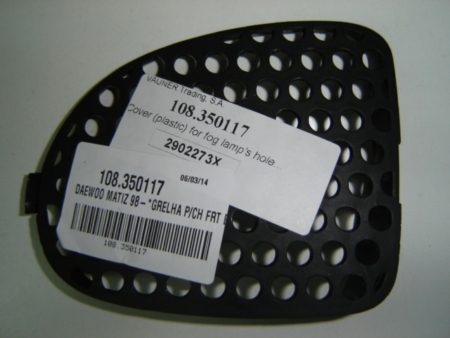 VAUNER Trading, S.A.
108.350117
Cover (plastic) for fog lamp's hole...
2902273X
06/03/14
108.350117
DAEWOO MATIZ 98- *GRELHA P/CH FRT
108.350117